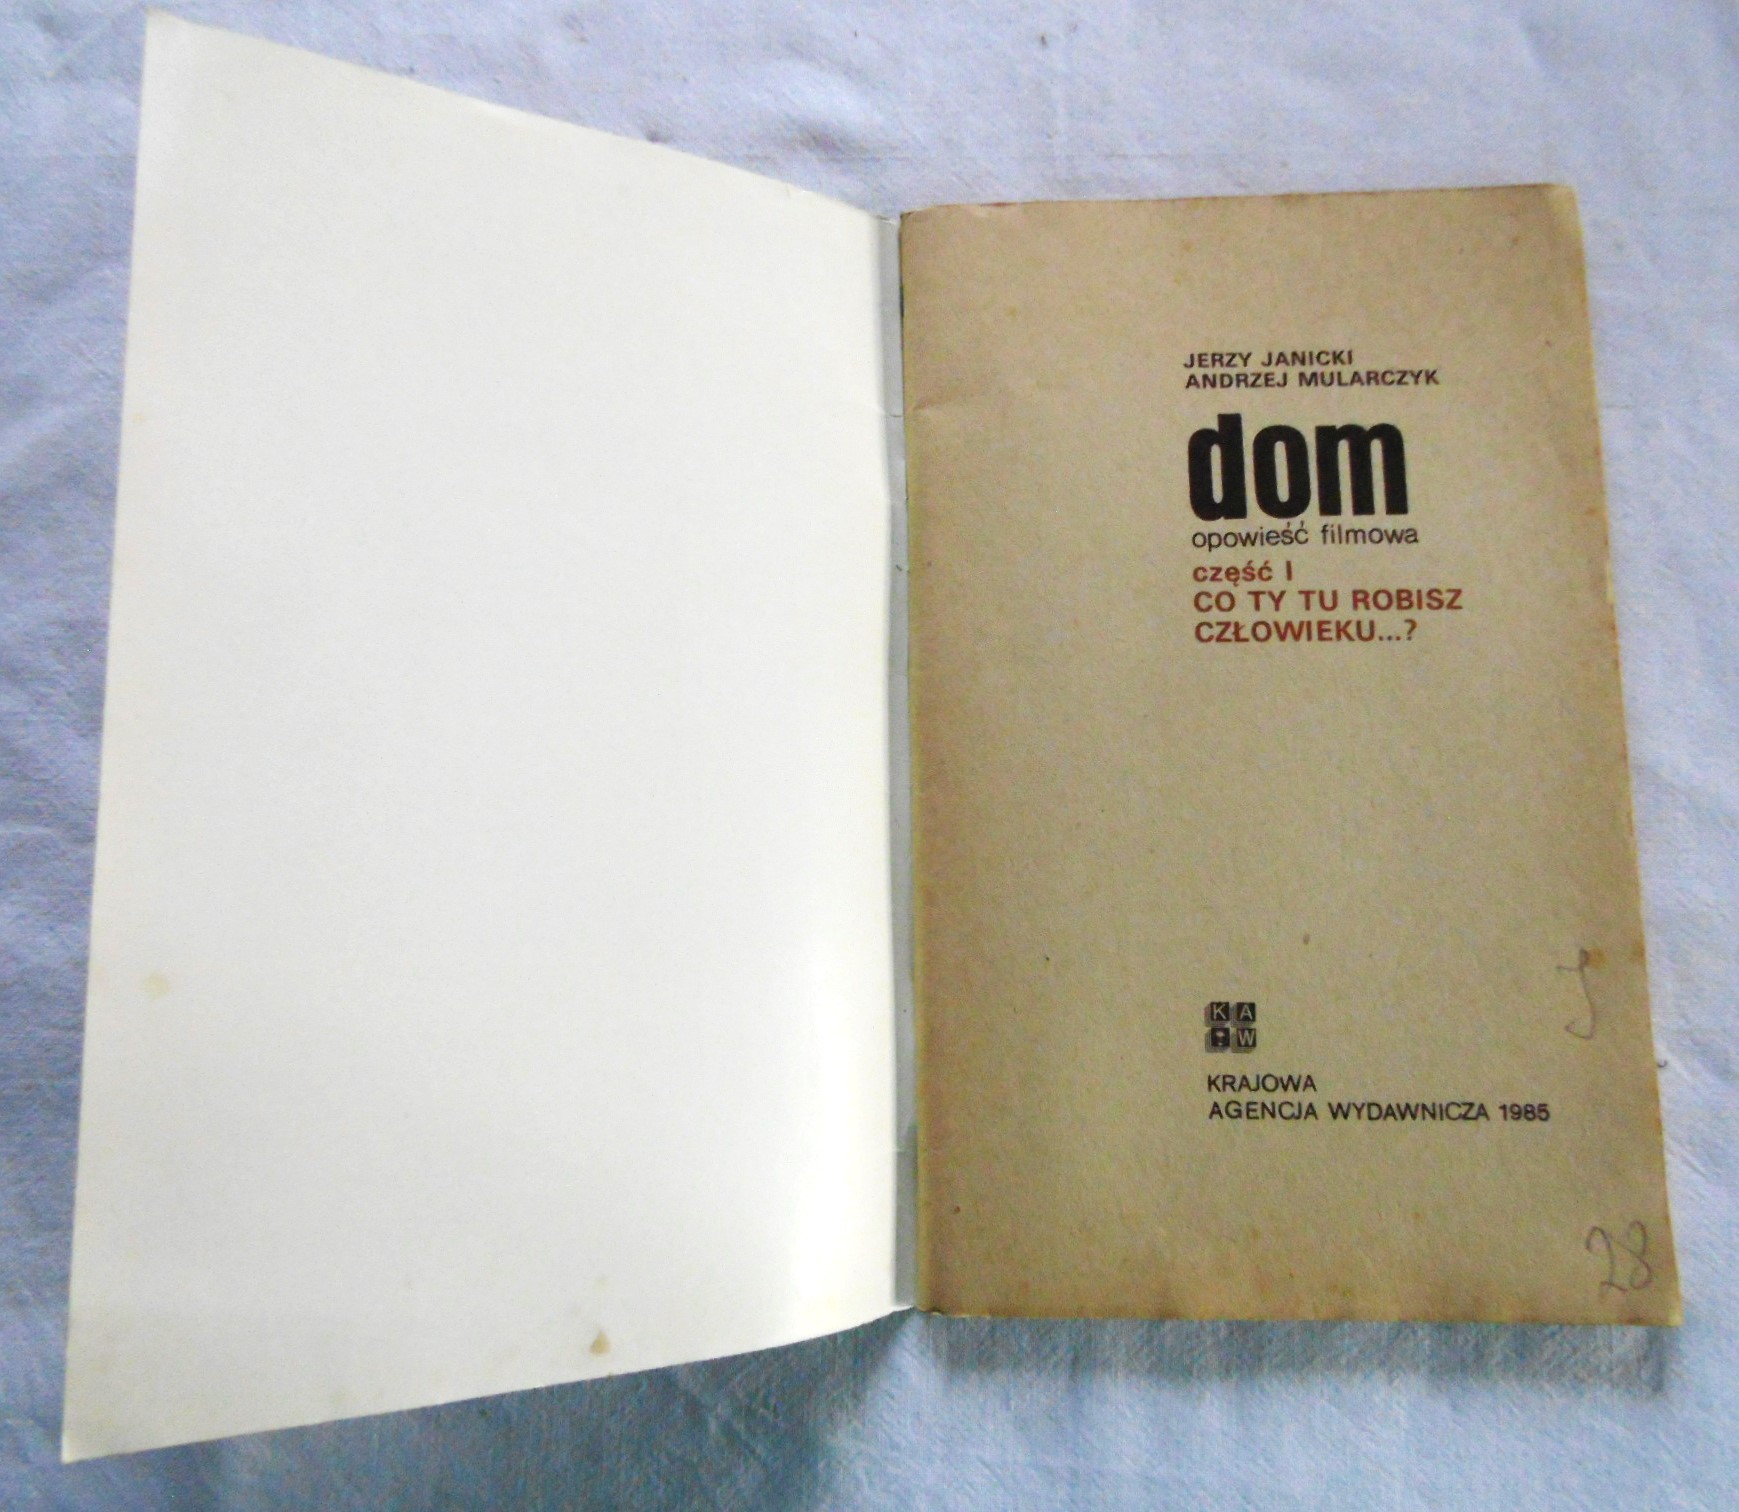 JERZY JANICKI
ANDRZEJ MULARCZYK
dom
opowieść filmowa
część I
CO TY TU ROBISZ
CZŁOWIEKU...?
K A
W
KRAJOWA
AGENCJA WYDAWNICZA 1985
28